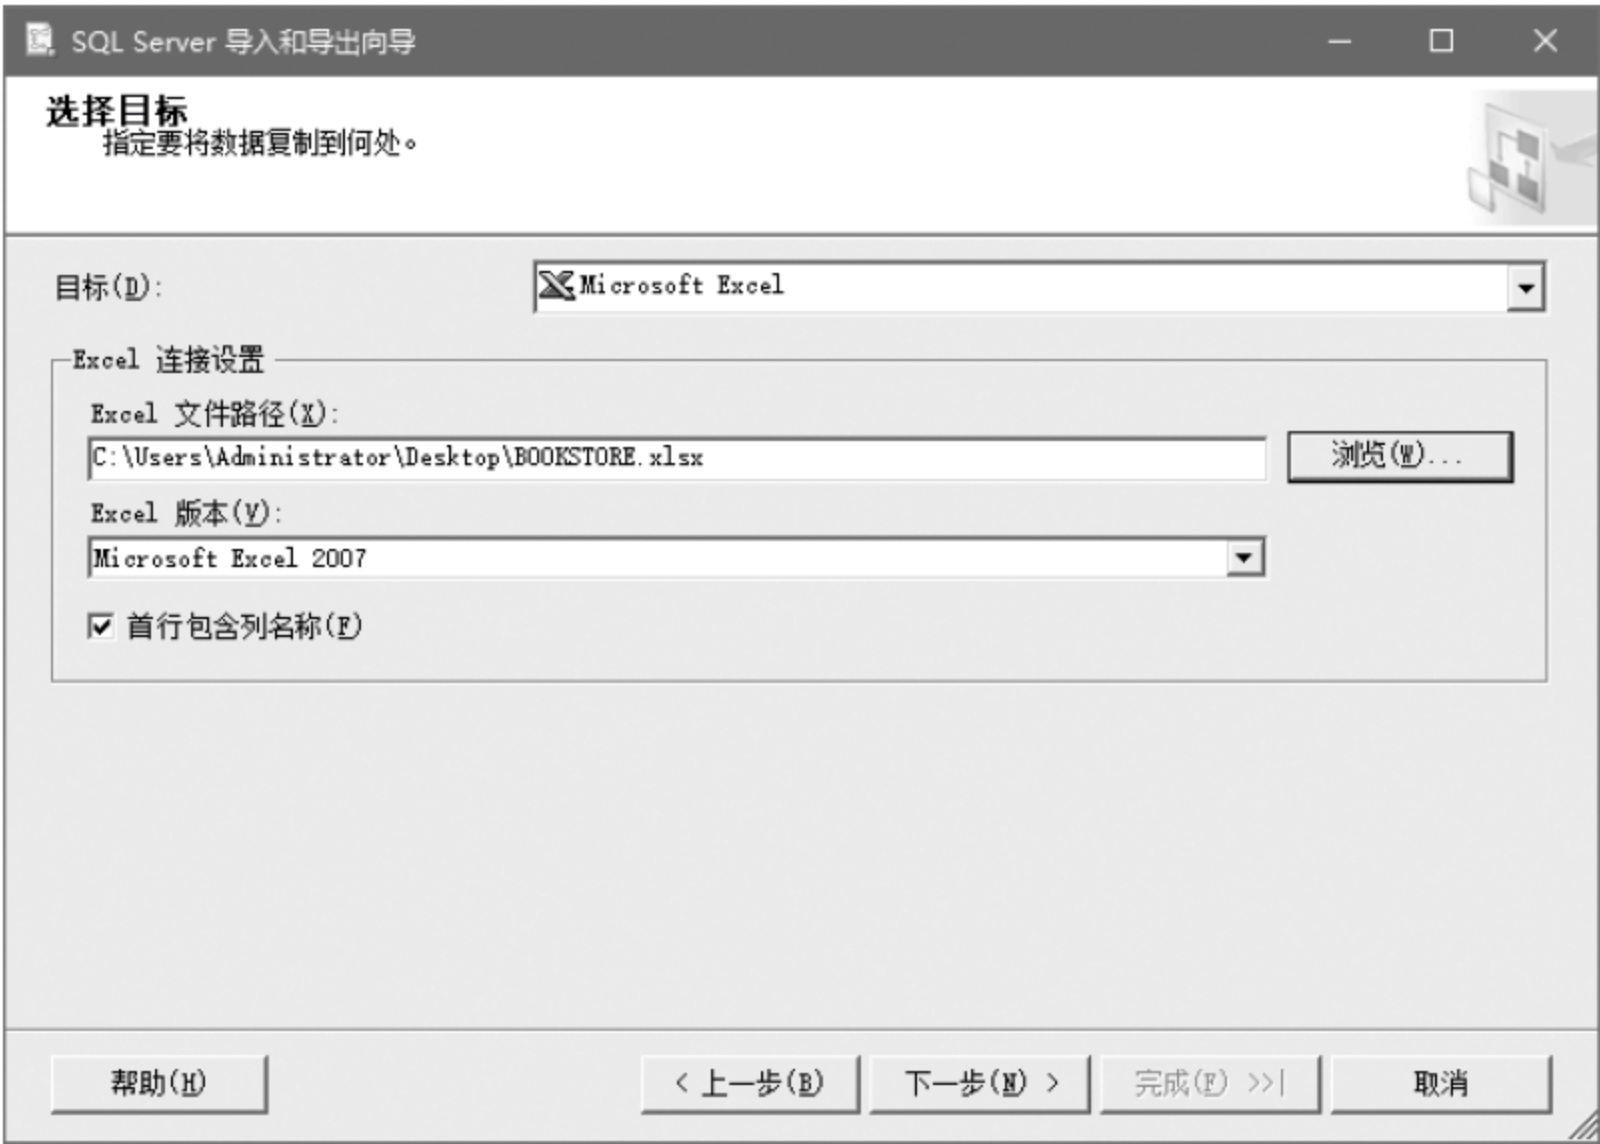 SQL Server 导入和导出向导
选择目标
指定要将数据复制到何处。
目标(D):
Microsoft Excel
Excel 连接设置
Excel 文件路径(X):
C:\Users\Administrator\Desktop\BOOKSTORE.xlsx
浏览(W)...
Excel 版本(V):
Microsoft Excel 2007
首行包含列名称(F)
帮助(H)
< 上一步(B)
下一步(N) >
完成(F) >>|
取消